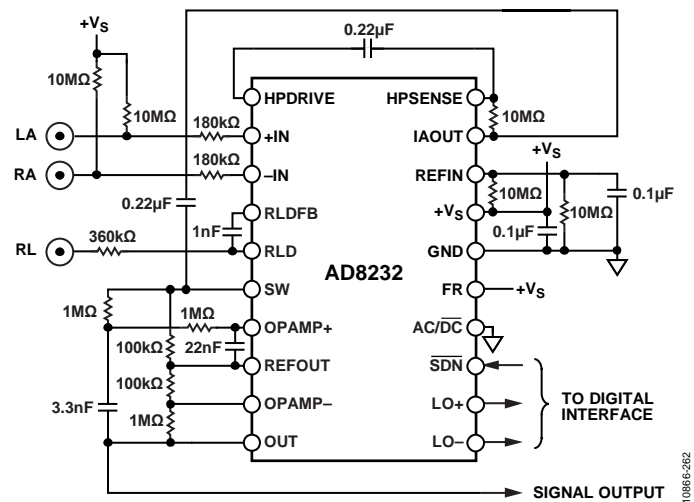 0.22µF
+VS
10MΩ
HPDRIVE
HPSENSE
10MΩ
10MΩ
180kΩ
LA
+IN
IAOUT
+VS
180kΩ
RA
–IN
REFIN
10MΩ
0.22µF
0.1µF
RLDFB
+VS
10MΩ
1nF
0.1µF
360kΩ
RL
RLD
GND
AD8232
SW
FR
+VS
1MΩ
1MΩ
OPAMP+
AC/DC
100kΩ
22nF
REFOUT
SDN
100kΩ
TO DIGITAL
INTERFACE
3.3nF
OPAMP–
LO+
1MΩ
OUT
LO–
SIGNAL OUTPUT
10866-262